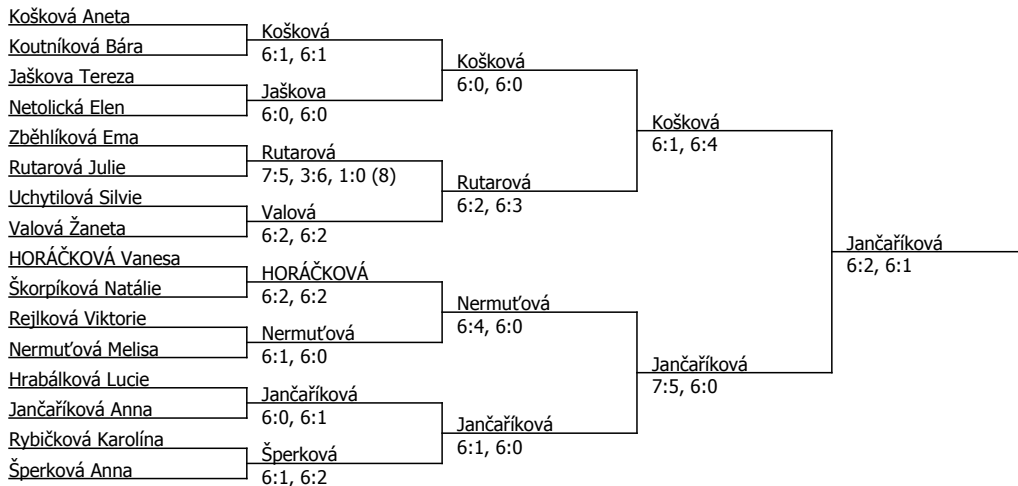 Košková Aneta
Koutníková Bára
Jaškova Tereza
Netolická Elen
Zběhlíková Ema
Rutarová Julie
Uchytilová Silvie
Valová Žaneta
HORÁČKOVÁ Vanesa
Škorpíková Natálie
Rejlková Viktorie
Nermuťová Melisa
Hrabálková Lucie
Jančaříková Anna
Rybičková Karolína
Šperková Anna
Košková
6:1, 6:1
Jaškova
6:0, 6:0
Rutarová
7:5, 3:6, 1:0 (8)
Valová
6:2, 6:2
HORÁČKOVÁ
6:2, 6:2
Nermuťová
6:1, 6:0
Jančaříková
6:0, 6:1
Šperková
6:1, 6:2
Košková
6:0, 6:0
Rutarová
6:2, 6:3
Nermuťová
6:4, 6:0
Jančaříková
6:1, 6:0
Košková
6:1, 6:4
Jančaříková
7:5, 6:0
Jančaříková
6:2, 6:1